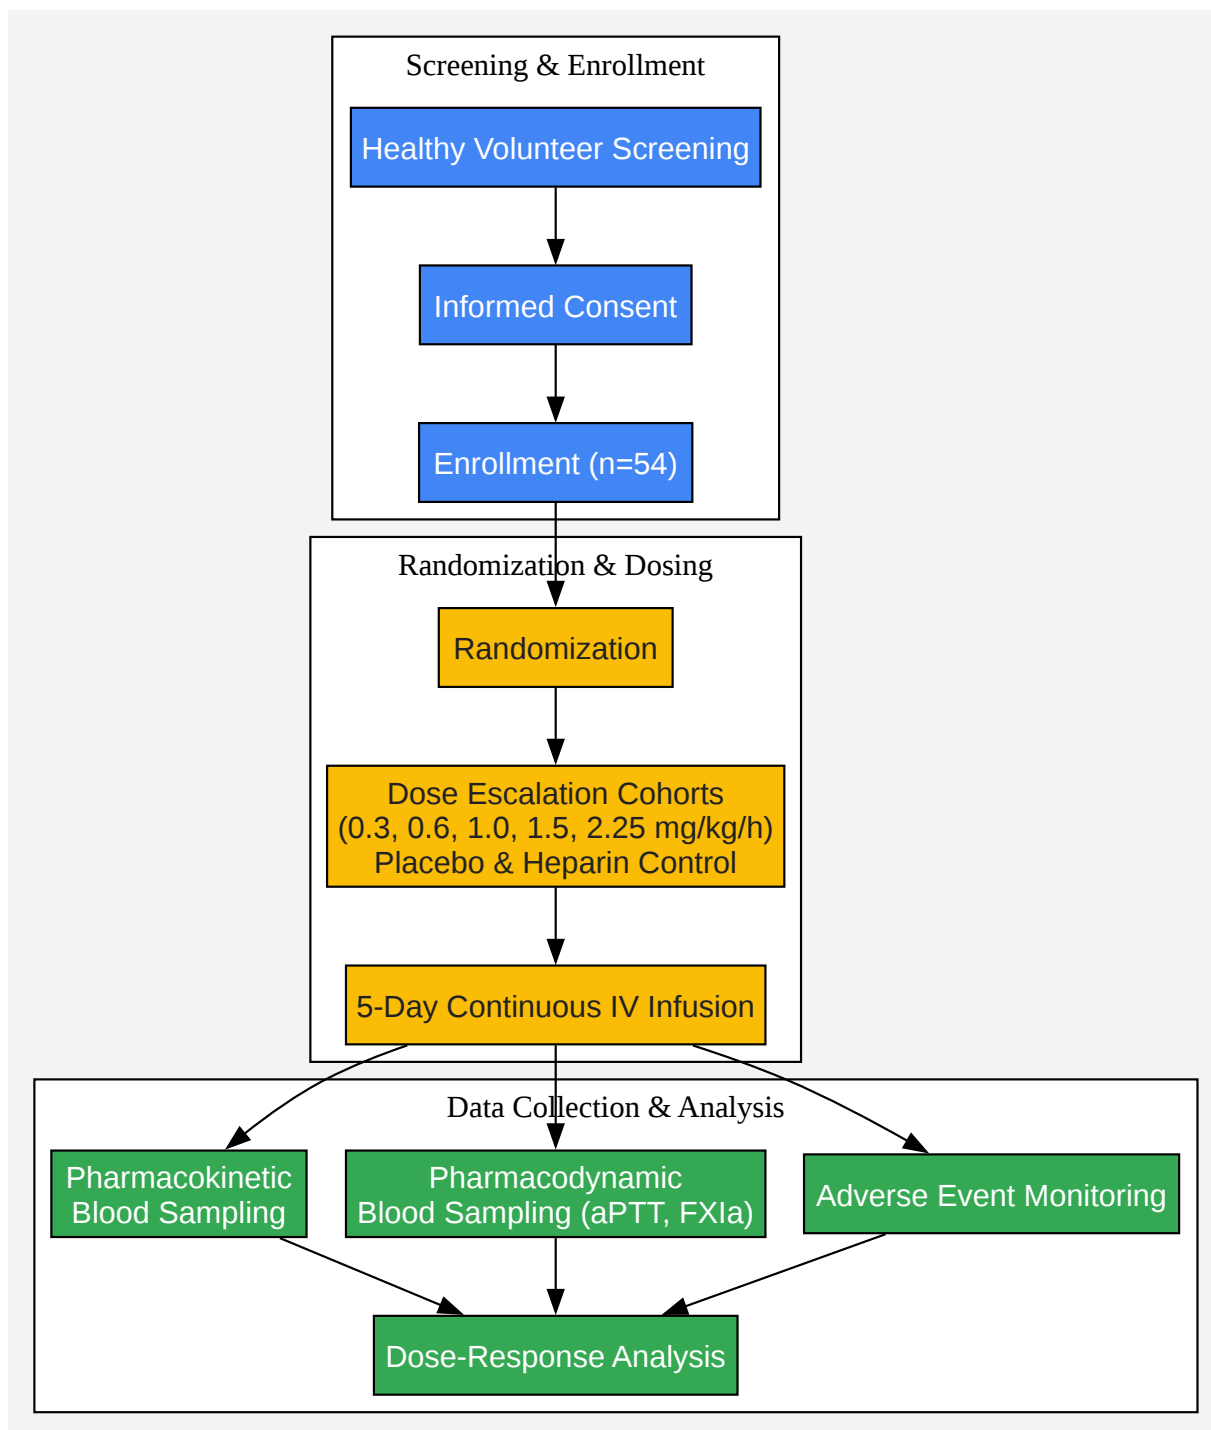 Screening & Enrollment
Healthy Volunteer Screening
Informed Consent
Enrollment (n=54)
Randomization & Dosing
Randomization
Dose Escalation Cohorts
(0.3, 0.6, 1.0, 1.5, 2.25 mg/kg/h)
Placebo & Heparin Control
5-Day Continuous IV Infusion
Data Collection & Analysis
Pharmacokinetic
Blood Sampling
Pharmacodynamic
Blood Sampling (aPTT, FXIa)
Adverse Event Monitoring
Dose-Response Analysis